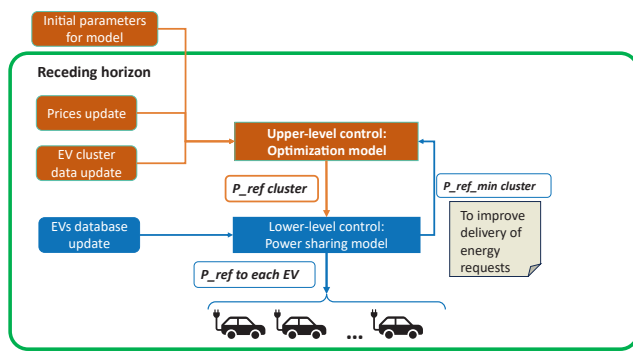 Initial parameters
for model
Receding horizon
Prices update
EV cluster
data update
Upper-level control:
Optimization model
P_ref cluster
P_ref_min cluster
EVs database
update
Lower-level control:
Power sharing model
To improve
delivery of
energy
requests
P_ref to each EV
...